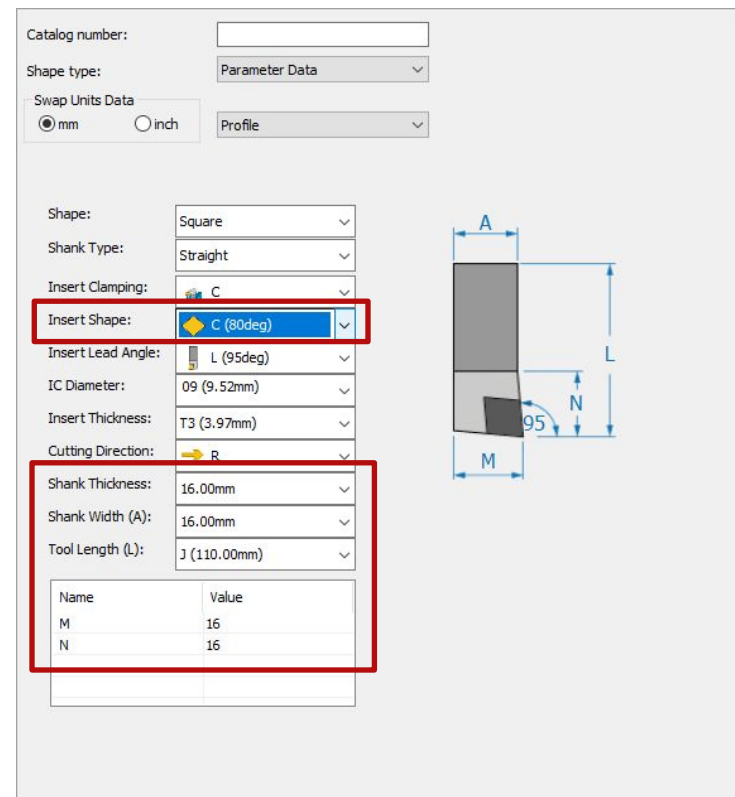 Catalog number:
Shape type: Parameter Data
Swap Units Data
mm inch Profile
Shape: Square
Shank Type: Straight
Insert Clamping: C
Insert Shape: C (80deg)
Insert Lead Angle: L (95deg)
IC Diameter: 09 (9.52mm)
Insert Thickness: T3 (3.97mm)
Cutting Direction: R
Shank Thickness: 16.00mm
Shank Width (A): 16.00mm
Tool Length (L): J (110.00mm)
Name Value
M 16
N 16
A
L
N
95
M